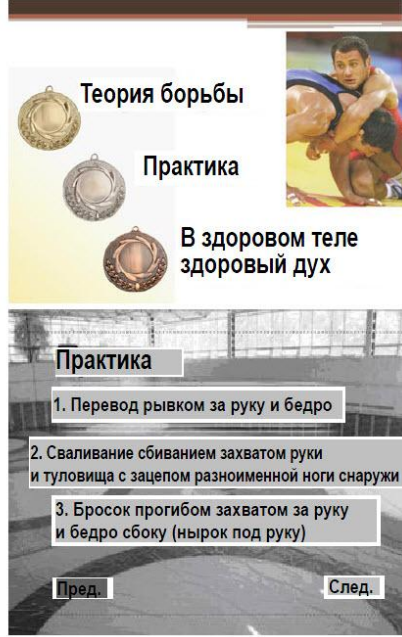 Теория борьбы
Практика
В здоровом теле
здоровый дух
Практика
1. Перевод рывком за руку и бедро
2. Сваливание сбиванием захватом руки
и туловища с зацепом разноименной ноги снаружи
3. Бросок прогибом захватом за руку
и бедро сбоку (нырок под руку)
Пред.
След.